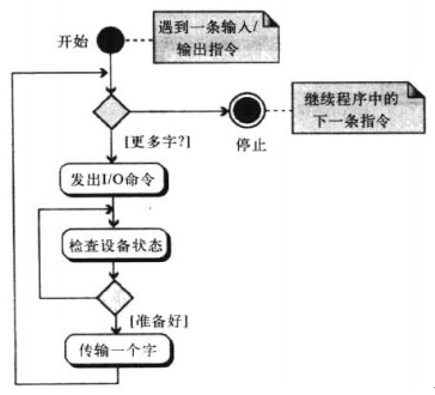 开始
遇到一条输入/
输出指令
继续程序中的
下一条指令
停止
[更多字?]
发出I/O命令
检查设备状态
[准备好]
传输一个字